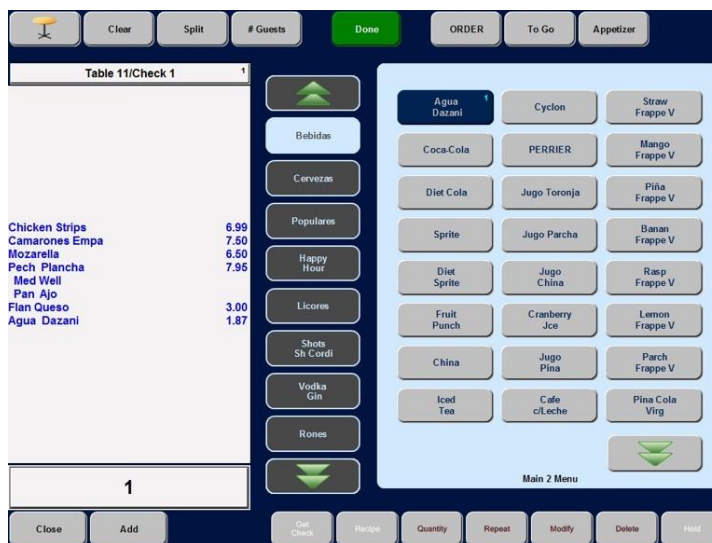 Clear
Split
# Guests
Done
ORDER
To Go
Appetizer
Table 11/Check 1
1
Chicken Strips 6.99
Camarones Empa 7.50
Mozarella 6.50
Pech Plancha 7.95
Med Well
Pan Ajo
Flan Queso 3.00
Agua Dazani 1.87
1
Close
Add
Bebidas
Cervezas
Populares
Happy
Hour
Licores
Shots
Sh Cordi
Vodka
Gin
Rones
Agua
Dazani
1
Cyclon
Straw
Frappe V
Coca-Cola
PERRIER
Mango
Frappe V
Diet Cola
Jugo Toronja
Piña
Frappe V
Sprite
Jugo Parcha
Banan
Frappe V
Diet
Sprite
Jugo
China
Rasp
Frappe V
Fruit
Punch
Cranberry
Jce
Lemon
Frappe V
China
Jugo
Pina
Parch
Frappe V
Iced
Tea
Cafe
c/Leche
Pina Cola
Virg
Main 2 Menu
Get
Check
Recipe
Quantity
Repeat
Modify
Delete
Hold